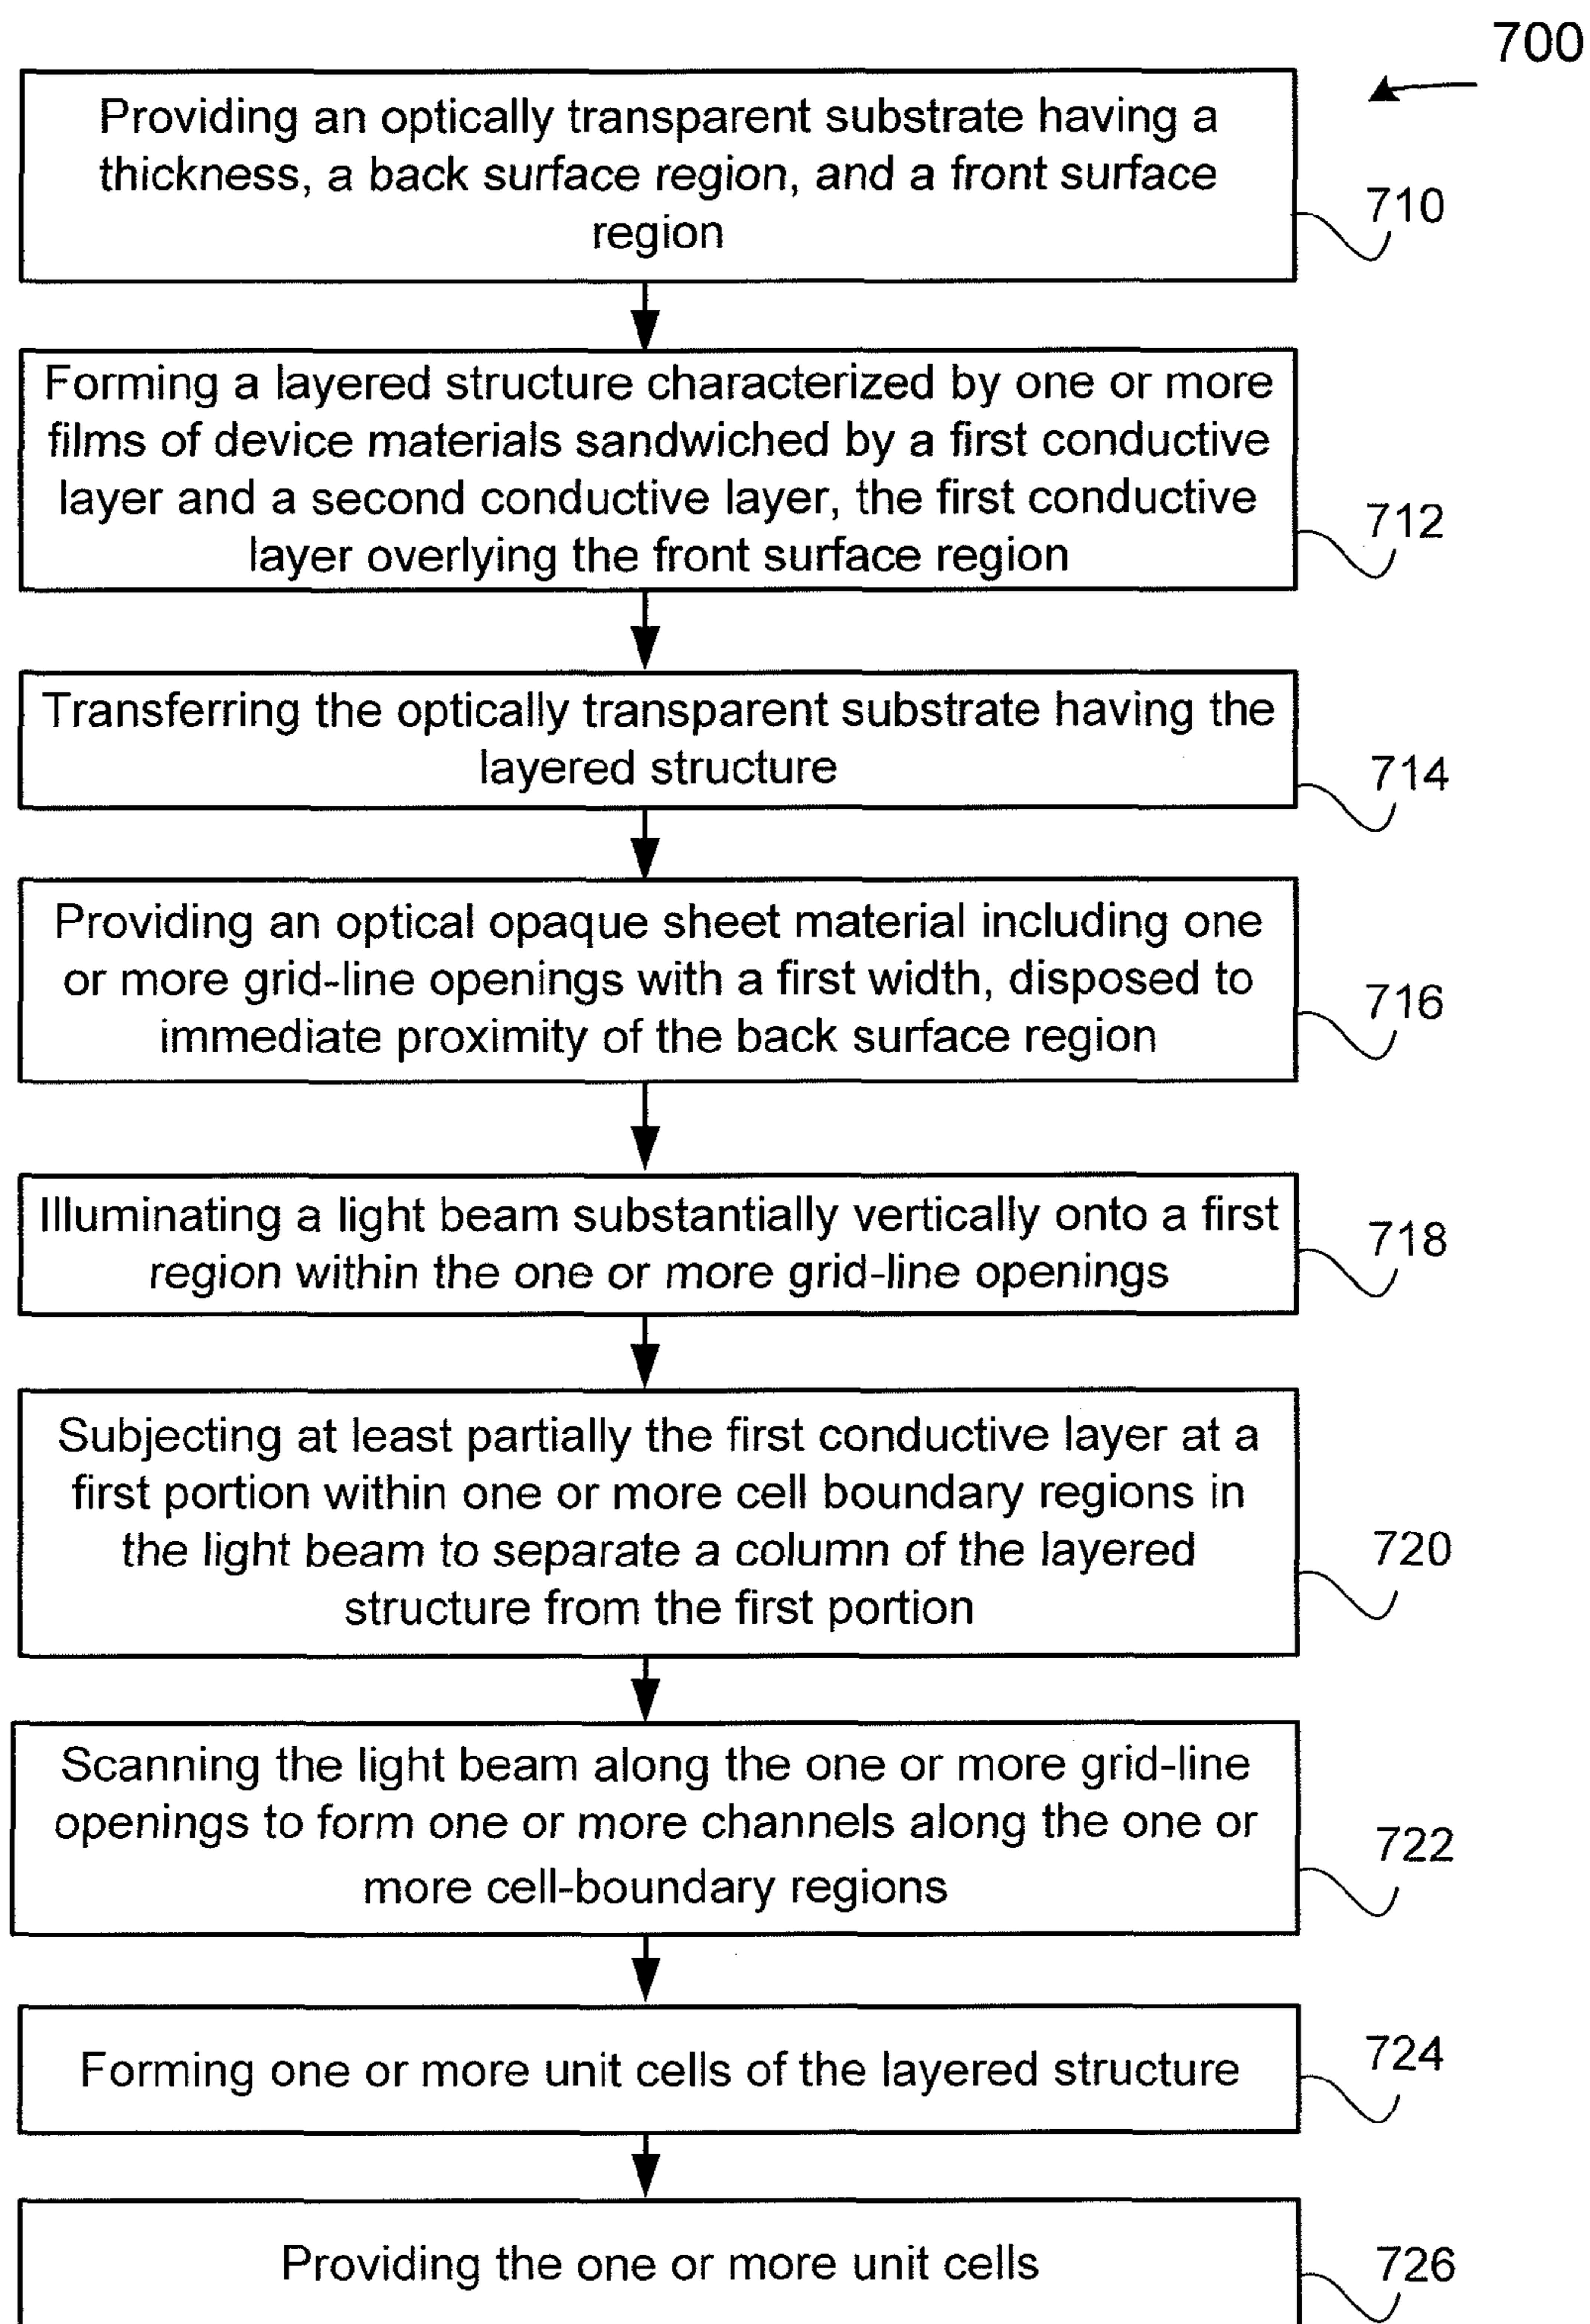 700
Providing an optically transparent substrate having a
thickness, a back surface region, and a front surface
region
710
Forming a layered structure characterized by one or more
films of device materials sandwiched by a first conductive
layer and a second conductive layer, the first conductive
layer overlying the front surface region
712
Transferring the optically transparent substrate having the
layered structure
714
Providing an optical opaque sheet material including one
or more grid-line openings with a first width, disposed to
immediate proximity of the back surface region
716
Illuminating a light beam substantially vertically onto a first
region within the one or more grid-line openings
718
Subjecting at least partially the first conductive layer at a
first portion within one or more cell boundary regions in
the light beam to separate a column of the layered
structure from the first portion
720
Scanning the light beam along the one or more grid-line
openings to form one or more channels along the one or
more cell-boundary regions
722
Forming one or more unit cells of the layered structure
724
Providing the one or more unit cells
726